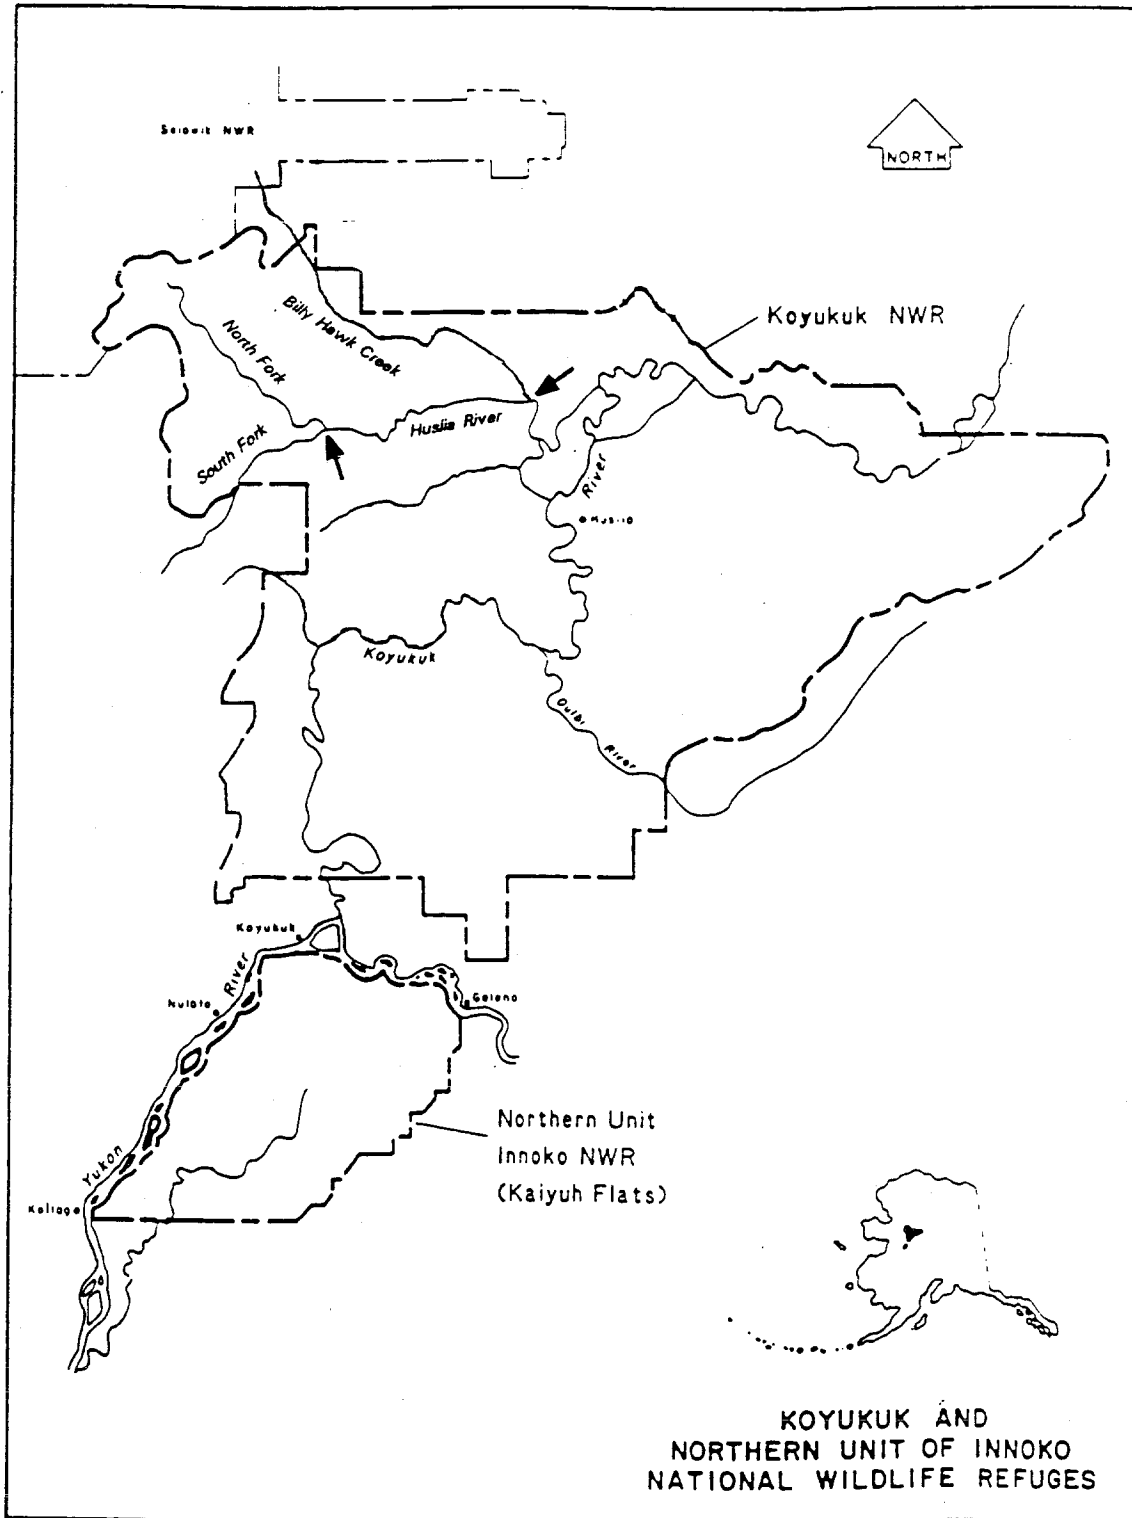 Selawik NWR
NORTH
Billy Hawk Creek
Koyukuk NWR
North Fork
Huslia River
South Fork
River
Huslia
Koyukuk
Dulbi River
Koyukuk
River
Nulato
Galena
Northern Unit
Innoko NWR
(Kaiyuh Flats)
Yukon
Kaltag
KOYUKUK AND
NORTHERN UNIT OF INNOKO
NATIONAL WILDLIFE REFUGES